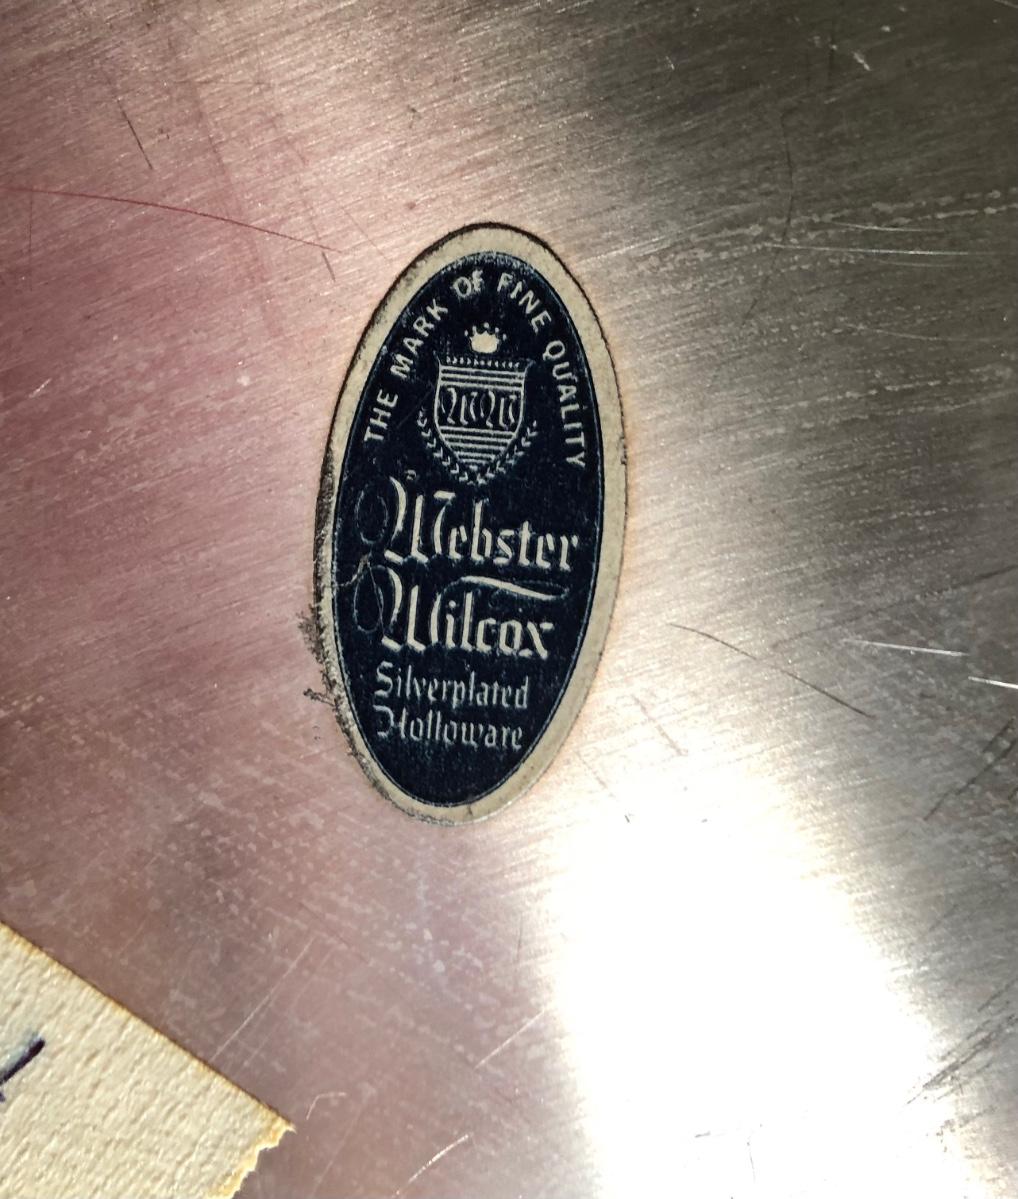 THE MARK OF FINE QUALITY
WW
Webster
Wilcox
Silverplated
Holloware